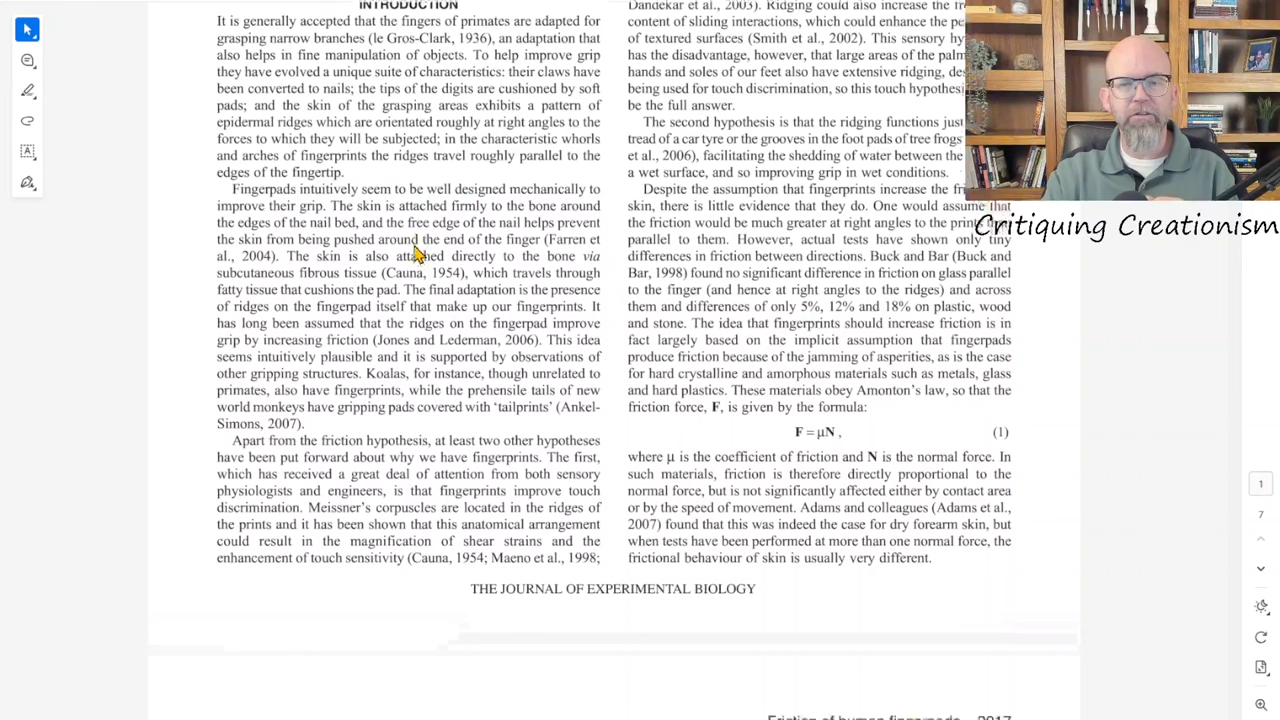 INTRODUCTION
It is generally accepted that the fingers of primates are adapted for
grasping narrow branches (le Gros-Clark, 1936), an adaptation that
also helps in fine manipulation of objects. To help improve grip
they have evolved a unique suite of characteristics: their claws have
been converted to nails; the tips of the digits are cushioned by soft
pads; and the skin of the grasping areas exhibits a pattern of
epidermal ridges which are orientated roughly at right angles to the
forces to which they will be subjected; in the characteristic whorls
and arches of fingerprints the ridges travel roughly parallel to the
edges of the fingertip.
Fingerpads intuitively seem to be well designed mechanically to
improve their grip. The skin is attached firmly to the bone around
the edges of the nail bed, and the free edge of the nail helps prevent
the skin from being pushed around the end of the finger (Farren et
al., 2004). The skin is also attached directly to the bone via
subcutaneous fibrous tissue (Cauna, 1954), which travels through
fatty tissue that cushions the pad. The final adaptation is the presence
of ridges on the fingerpad itself that make up our fingerprints. It
has long been assumed that the ridges on the fingerpad improve
grip by increasing friction (Jones and Lederman, 2006). This idea
seems intuitively plausible and it is supported by observations of
other gripping structures. Koalas, for instance, though unrelated to
primates, also have fingerprints, while the prehensile tails of new
world monkeys have gripping pads covered with ‘tailprints’ (Ankel-
Simons, 2007).
Apart from the friction hypothesis, at least two other hypotheses
have been put forward about why we have fingerprints. The first,
which has received a great deal of attention from both sensory
physiologists and engineers, is that fingerprints improve touch
discrimination. Meissner’s corpuscles are located in the ridges of
the prints and it has been shown that this anatomical arrangement
could result in the magnification of shear strains and the
enhancement of touch sensitivity (Cauna, 1954; Maeno et al., 1998;
Dandekar et al., 2003). Ridging could also increase the
content of sliding interactions, which could enhance the
of textured surfaces (Smith et al., 2002). This sensory
has the disadvantage, however, that large areas of the
hands and soles of our feet also have extensive ridging,
being used for touch discrimination, so this touch
be the full answer.
The second hypothesis is that the ridging functions just
tread of car tyre or the grooves in the foot pads of tree frogs
et al., 2006), facilitating the shedding of water between the
a wet surface, and so improving grip in wet conditions.
Despite the assumption that fingerprints increase the
skin, there is little evidence that they do. One would assume that
the friction would be much greater at right angles to the
parallel to them. However, actual tests have shown only tiny
differences in friction between directions. Buck and Bar (Buck and
Bar, 1998) found no significant difference in friction on glass parallel
to the finger (and hence at right angles to the ridges) and across
them and differences of only 5%, 12% and 18% on plastic, wood
and stone. The idea that fingerprints should increase friction is in
fact largely based on the implicit assumption that fingerpads
produce friction because of the jamming of asperities, as is the case
for hard crystalline and amorphous materials such as metals, glass
and hard plastics. These materials obey Amonton’s law, so that the
friction force, F, is given by the formula:
F = μN , (1)
where μ is the coefficient of friction and N is the normal force. In
such materials, friction is therefore directly proportional to the
normal force, but is not significantly affected either by contact area
or by the speed of movement. Adams and colleagues (Adams et al.,
2007) found that this was indeed the case for dry forearm skin, but
when tests have been performed at more than one normal force, the
frictional behaviour of skin is usually very different.
THE JOURNAL OF EXPERIMENTAL BIOLOGY
Friction of human fingerpads 2017
Critiquing Creationism
1
7